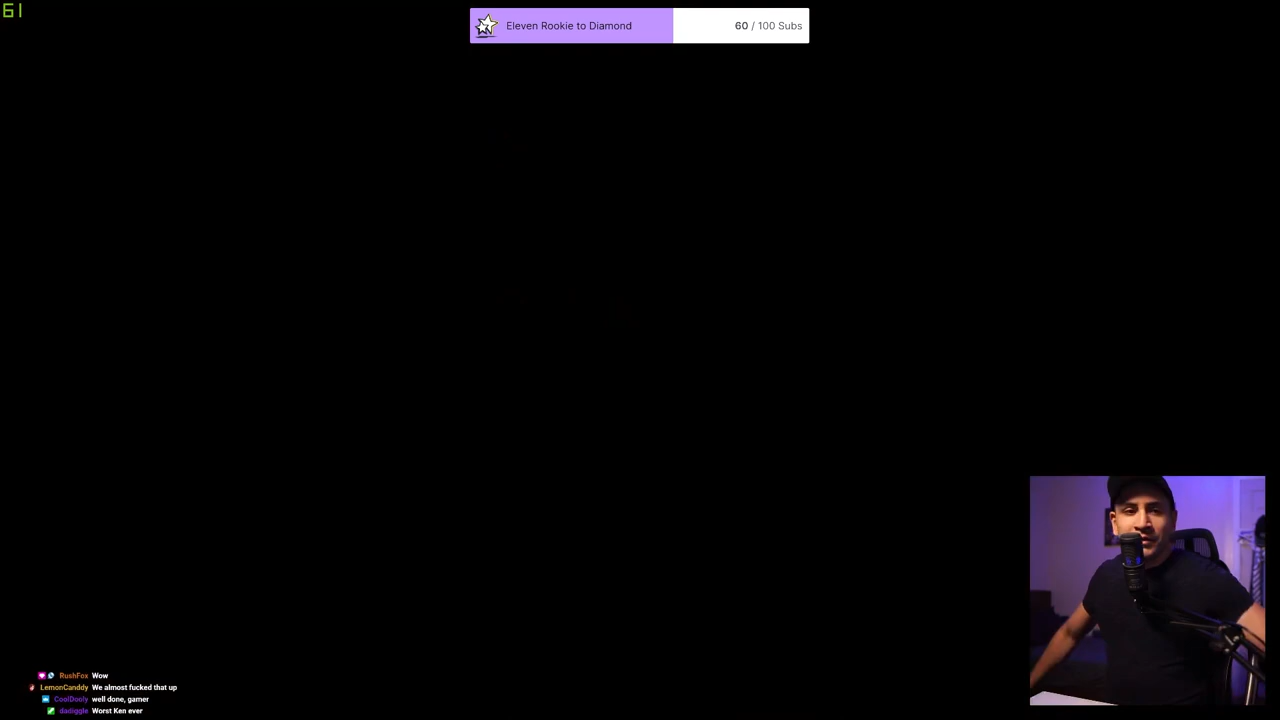 61
Eleven Rookie to Diamond
60 / 100 Subs
RushFox Wow
LemonCanddy We almost fucked that up
CoolDooly well done, gamer
dadiggle Worst Ken ever